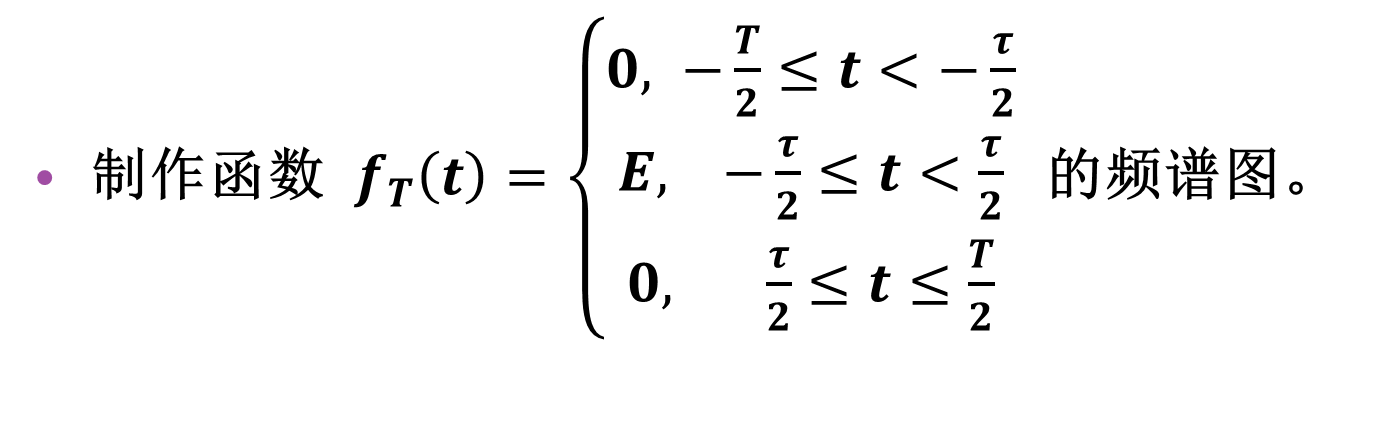 0, −T/2 ≤ t < −τ/2
• 制作函数 f_T(t) = { E, −τ/2 ≤ t < τ/2 的频谱图。
0, τ/2 ≤ t ≤ T/2